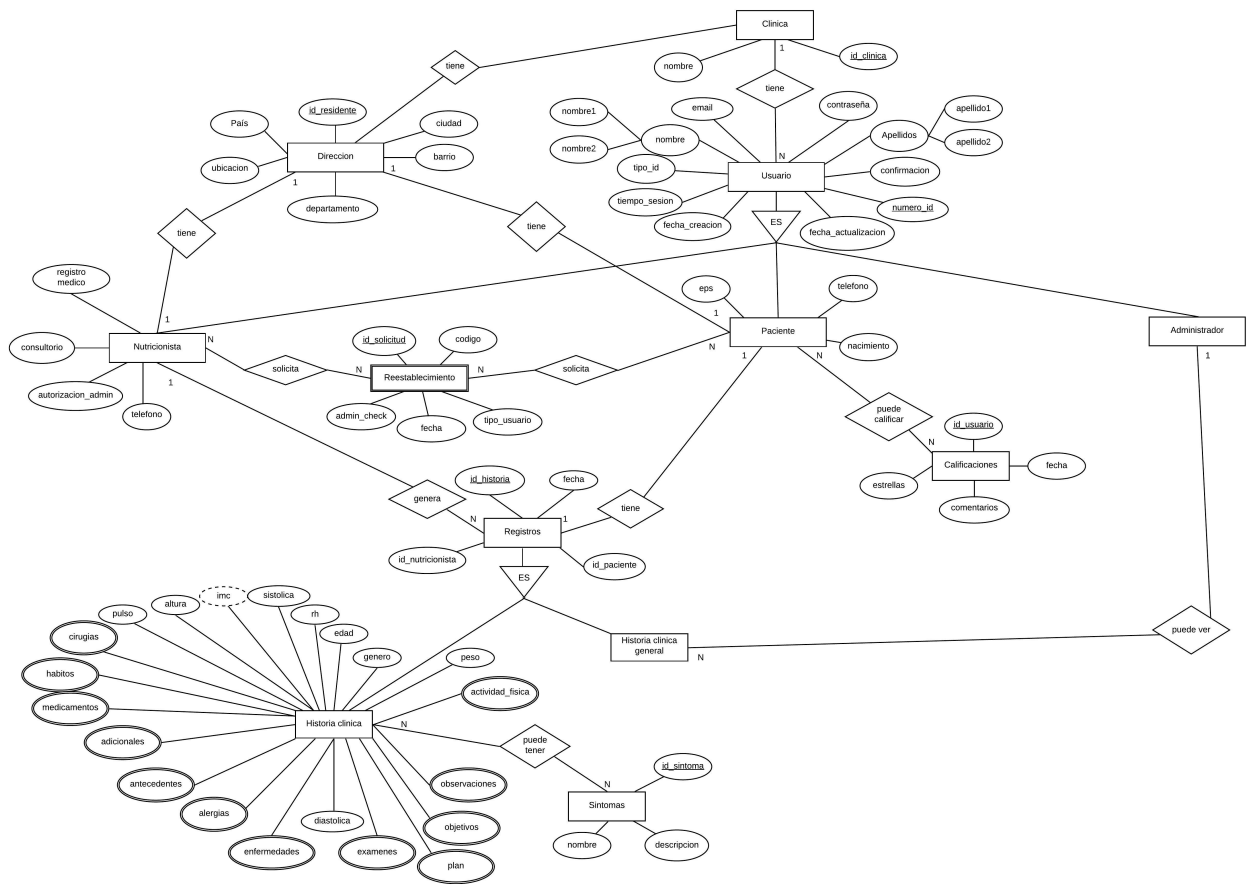 Clinica
1
tiene
nombre
id_clinica
tiene
nombre1
email
contraseña
apellido1
País
id_residente
ciudad
nombre2
nombre
Apellidos
apellido2
Direccion
barrio
N
ubicacion
1
1
tipo_id
Usuario
confirmacion
departamento
tiempo_sesion
numero_id
tiene
tiene
fecha_creacion
ES
fecha_actualizacion
registro
medico
eps
telefono
1
1
consultorio
Nutricionista
N
id_solicitud
codigo
Paciente
nacimiento
Administrador
N
N
1
1
solicita
N
Reestablecimiento
N
solicita
1
autorizacion_admin
telefono
admin_check
fecha
tipo_usuario
puede
calificar
id_usuario
N
Calificaciones
fecha
estrellas
comentarios
id_historia
fecha
genera
N
1
tiene
Registros
id_nutricionista
id_paciente
ES
imc
sistolica
altura
pulso
rh
cirugias
edad
genero
peso
Historia clinica
general
N
puede ver
habitos
medicamentos
actividad_fisica
Historia clinica
N
adicionales
puede
tener
id_sintoma
antecedentes
observaciones
N
Sintomas
alergias
diastolica
objetivos
nombre
descripcion
enfermedades
examenes
plan